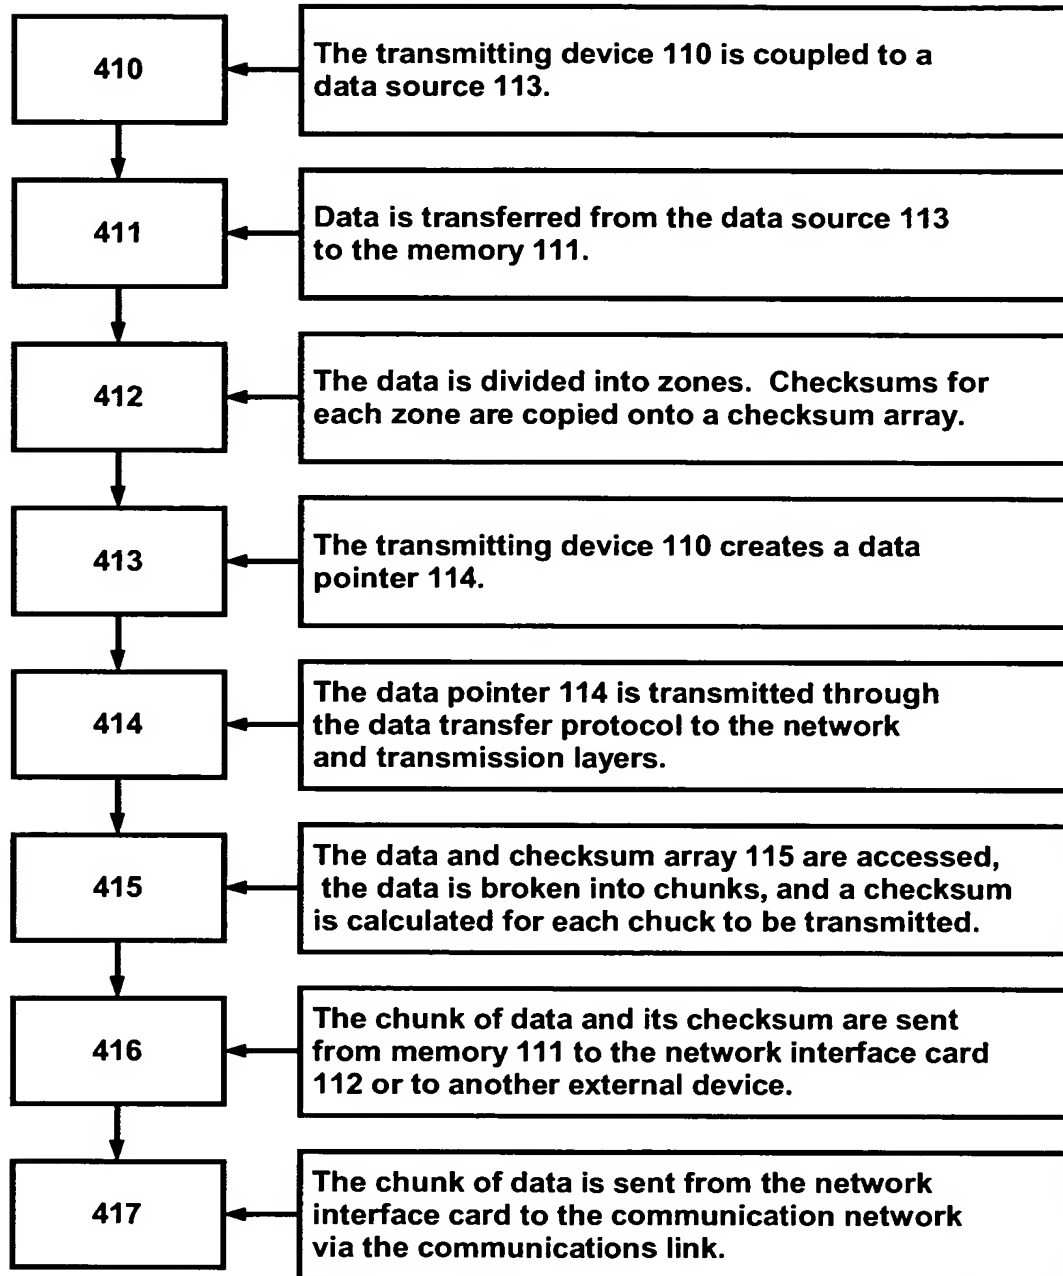 410
The transmitting device 110 is coupled to a
data source 113.
411
Data is transferred from the data source 113
to the memory 111.
412
The data is divided into zones. Checksums for
each zone are copied onto a checksum array.
413
The transmitting device 110 creates a data
pointer 114.
414
The data pointer 114 is transmitted through
the data transfer protocol to the network
and transmission layers.
415
The data and checksum array 115 are accessed,
the data is broken into chunks, and a checksum
is calculated for each chuck to be transmitted.
416
The chunk of data and its checksum are sent
from memory 111 to the network interface card
112 or to another external device.
417
The chunk of data is sent from the network
interface card to the communication network
via the communications link.